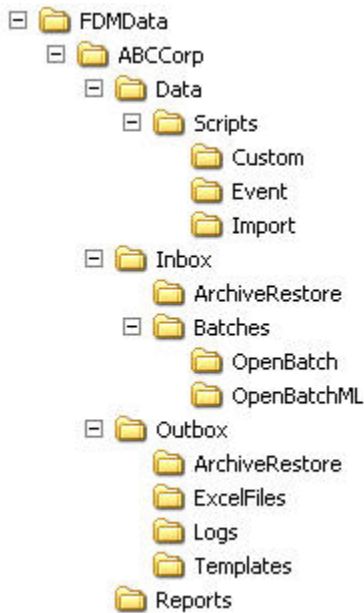 FDMData
ABCCorp
Data
Scripts
Custom
Event
Import
Inbox
ArchiveRestore
Batches
OpenBatch
OpenBatchML
Outbox
ArchiveRestore
ExcelFiles
Logs
Templates
Reports